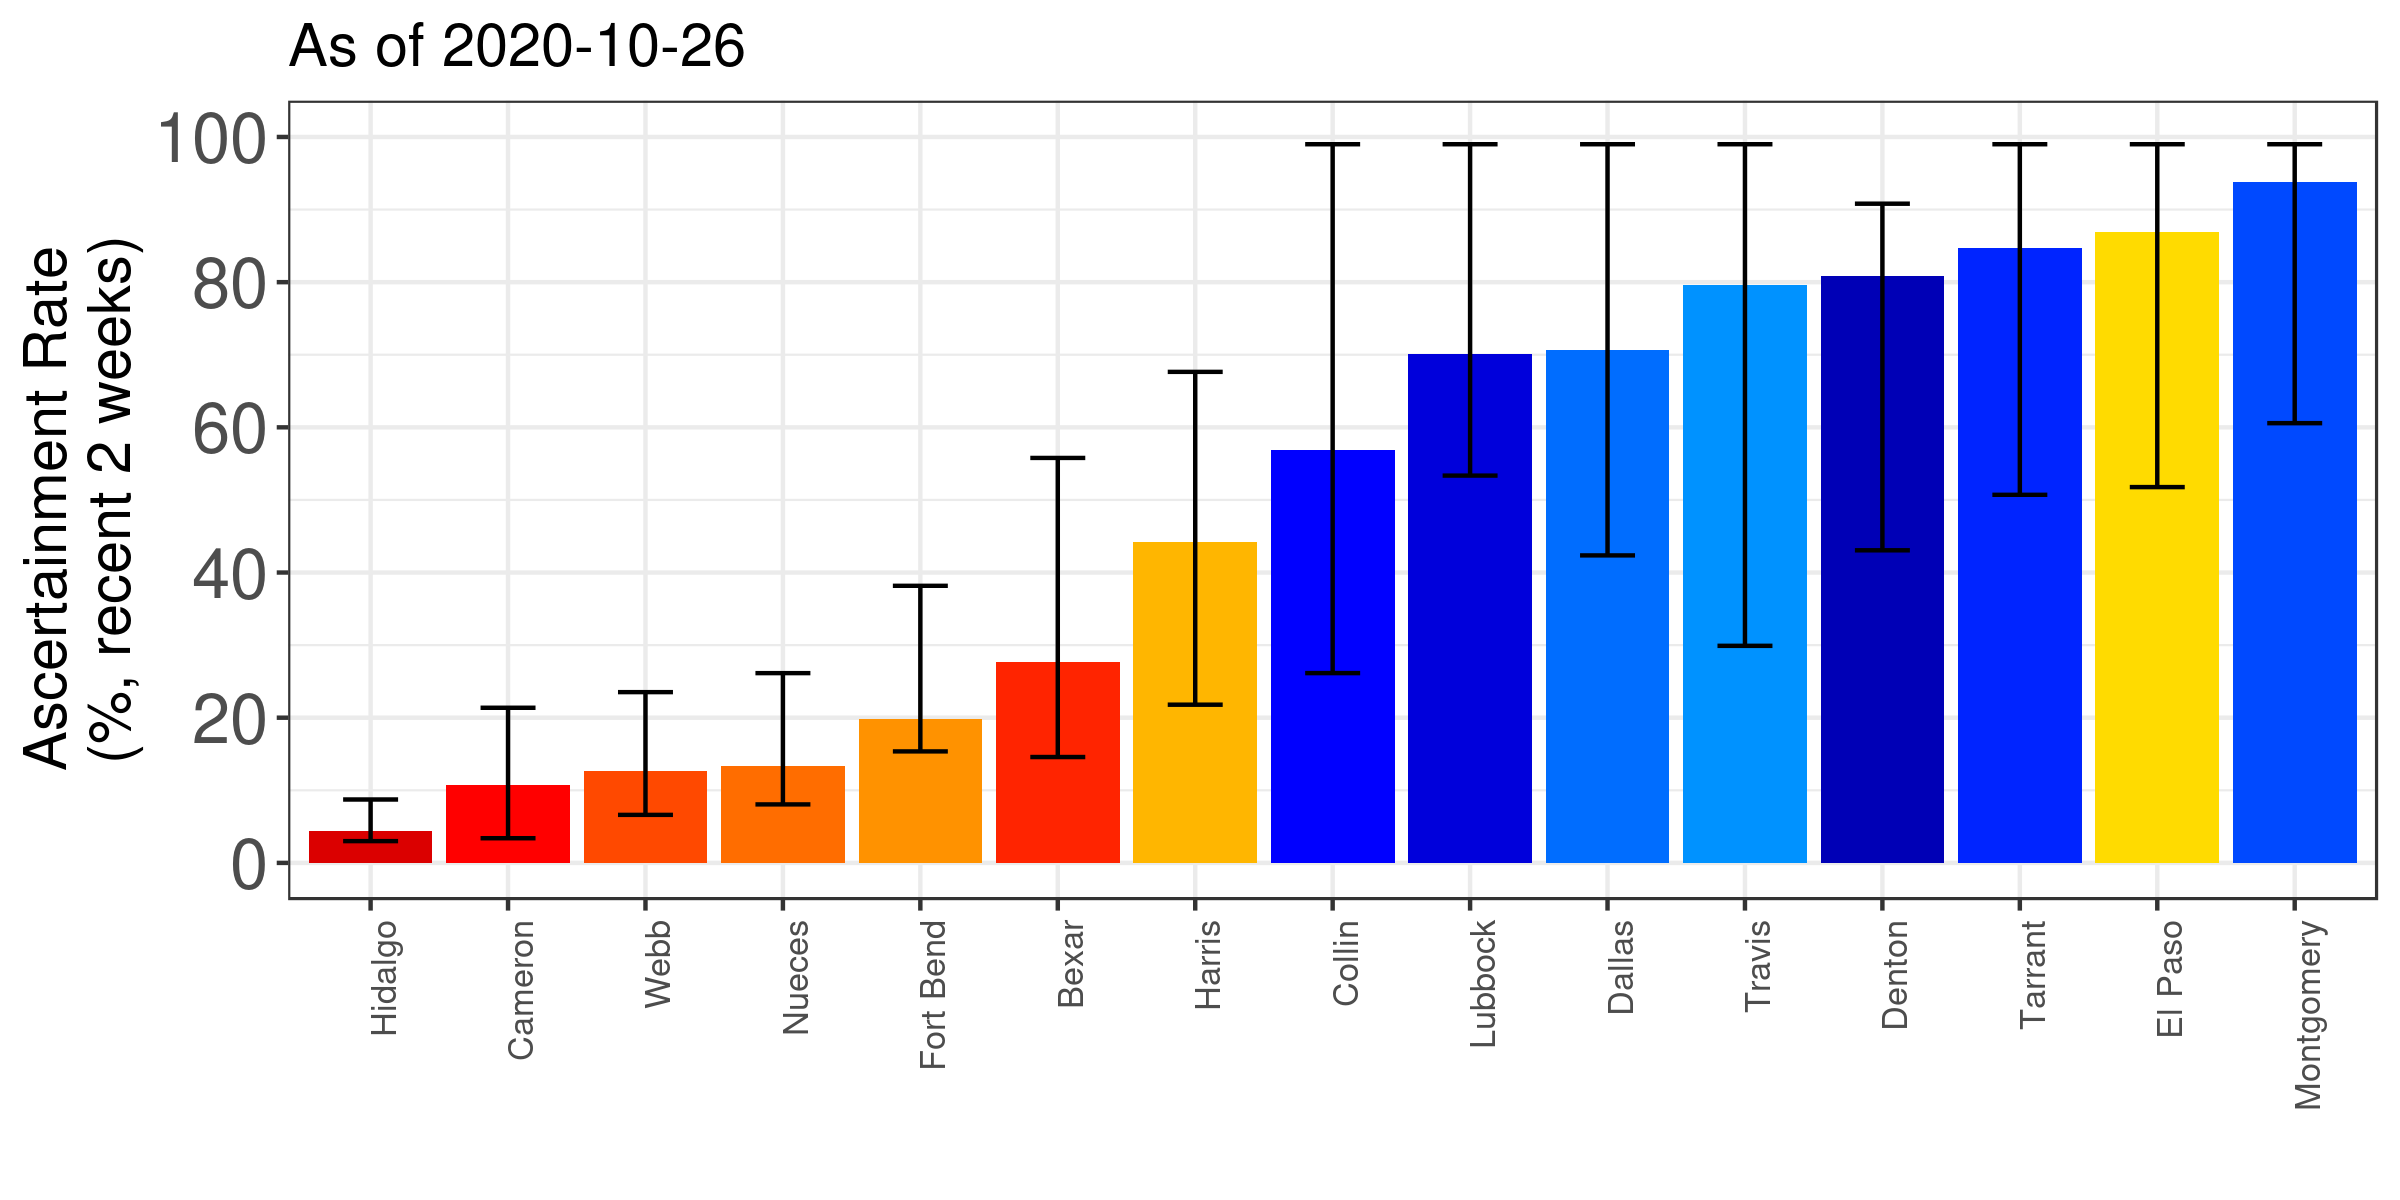 As of 2020-10-26
Ascertainment Rate
(%, recent 2 weeks)
100
80
60
40
20
0
Hidalgo
Cameron
Webb
Nueces
Fort Bend
Bexar
Harris
Collin
Lubbock
Dallas
Travis
Denton
Tarrant
El Paso
Montgomery